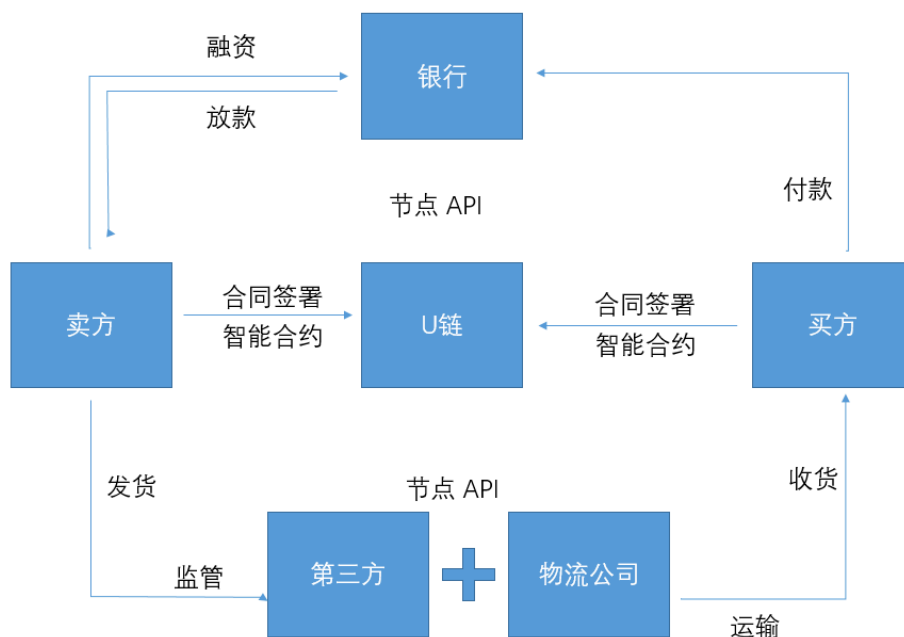 融资
银行
放款
付款
节点 API
卖方
合同签署
智能合约
U链
合同签署
智能合约
买方
发货
节点 API
收货
监管
第三方
物流公司
运输